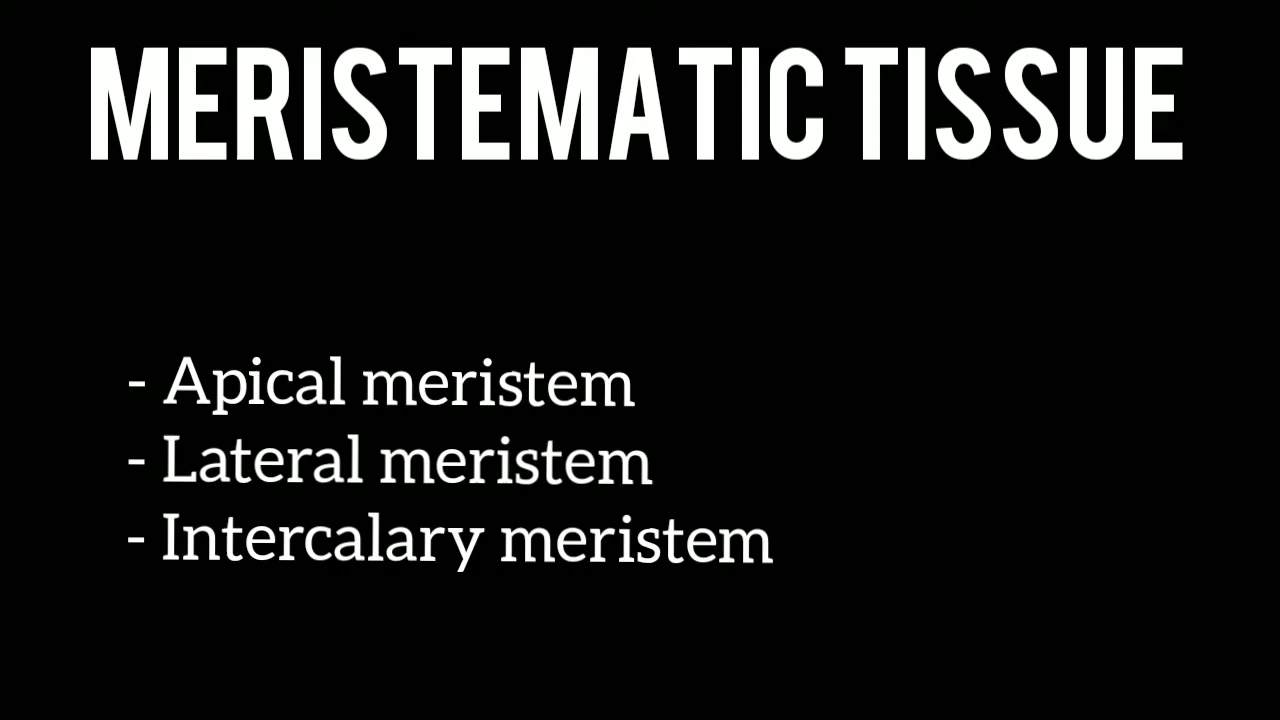 MERISTEMATIC TISSUE
- Apical meristem
- Lateral meristem
- Intercalary meristem